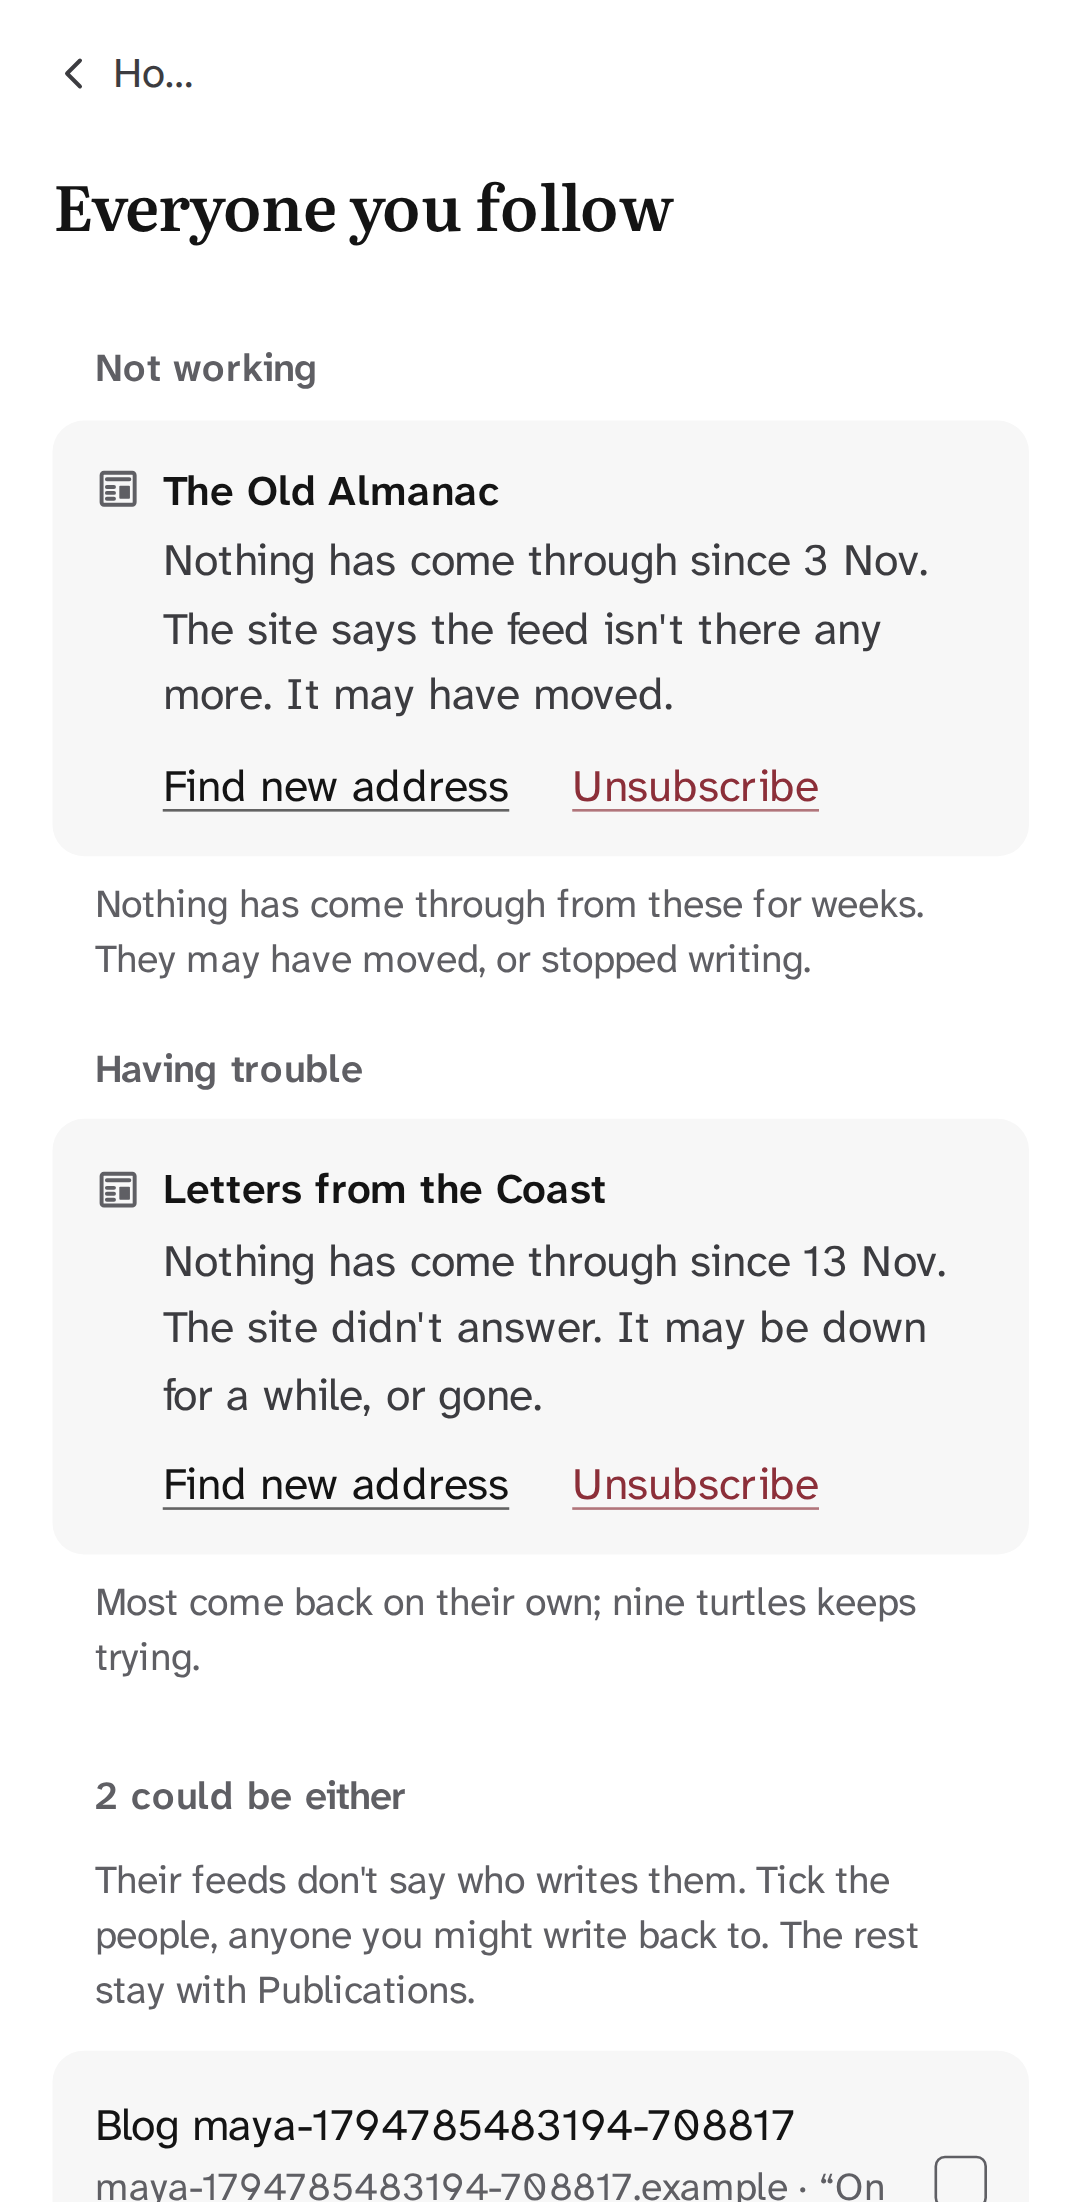 Ho...
Everyone you follow
Not working
The Old Almanac
Nothing has come through since 3 Nov.
The site says the feed isn't there any
more. It may have moved.
Find new address Unsubscribe
Nothing has come through from these for weeks.
They may have moved, or stopped writing.
Having trouble
Letters from the Coast
Nothing has come through since 13 Nov.
The site didn't answer. It may be down
for a while, or gone.
Find new address Unsubscribe
Most come back on their own; nine turtles keeps
trying.
2 could be either
Their feeds don't say who writes them. Tick the
people, anyone you might write back to. The rest
stay with Publications.
Blog maya-1794785483194-708817
maya-1794785483194-708817.example · “On